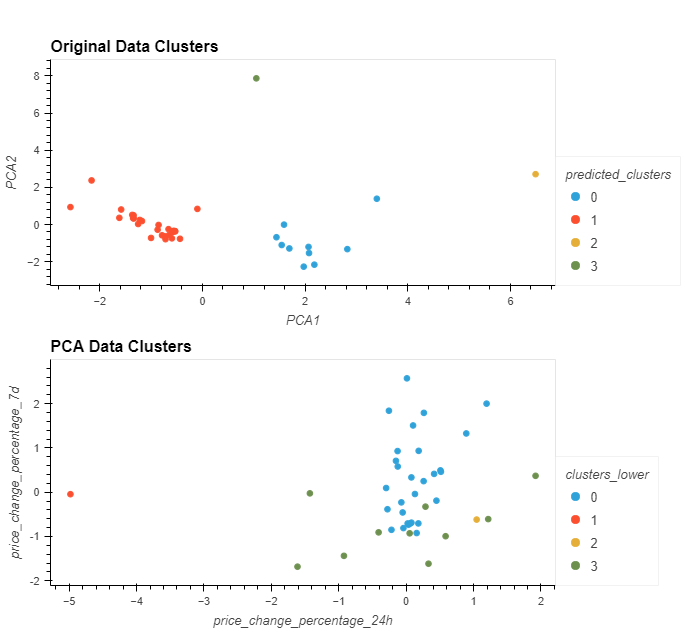 Original Data Clusters
8
6
4
2
0
−2
PCA2
−2 0 2 4 6
PCA1
predicted_clusters
0
1
2
3
PCA Data Clusters
2
1
0
-1
-2
price_change_percentage_7d
−5 −4 −3 −2 −1 0 1 2
price_change_percentage_24h
clusters_lower
0
1
2
3